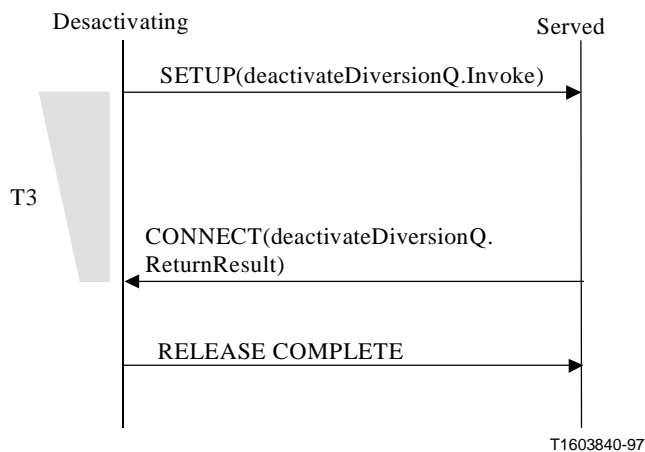 Desactivating
Served
SETUP(deactivateDiversionQ.Invoke)
T3
CONNECT(deactivateDiversionQ.
ReturnResult)
RELEASE COMPLETE
T1603840-97